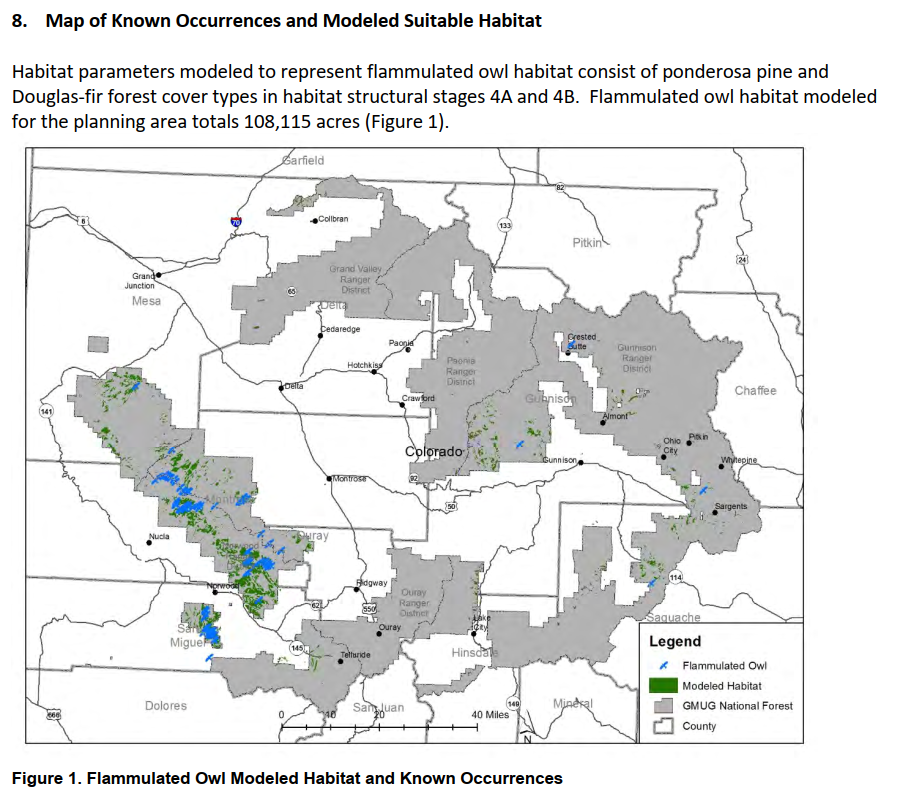 8. Map of Known Occurrences and Modeled Suitable Habitat
Habitat parameters modeled to represent flammulated owl habitat consist of ponderosa pine and
Douglas-fir forest cover types in habitat structural stages 4A and 4B. Flammulated owl habitat modeled
for the planning area totals 108,115 acres (Figure 1).
Garfield
82
Collbran
133
6
70
Pitkin
24
Grand
Junction
Grand Valley
Ranger
District
Mesa
65
Delta
Cedaredge
Crested
Butte
Paonia
Gunnison
Ranger
District
Hotchkiss
Paonia
Ranger
District
Delta
Chaffee
Crawford
Gunnison
141
Almont
Ohio
City
Pitkin
Colorado
Gunnison
Whitepine
Montrose
92
Montrose
50
Sargents
Nucla
Ouray
Norwood
114
Ridgway
Ouray
Ranger
District
62
550
Lake
City
Saguache
San
Miguel
Ouray
Legend
145
Telluride
Hinsdale
Flammulated Owl
Modeled Habitat
Dolores
San Juan
149
Mineral
GMUG National Forest
666
0 10 20 40 Miles
County
N
Figure 1. Flammulated Owl Modeled Habitat and Known Occurrences